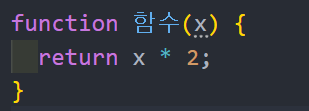 function 함수(x) {
  return x * 2;
}